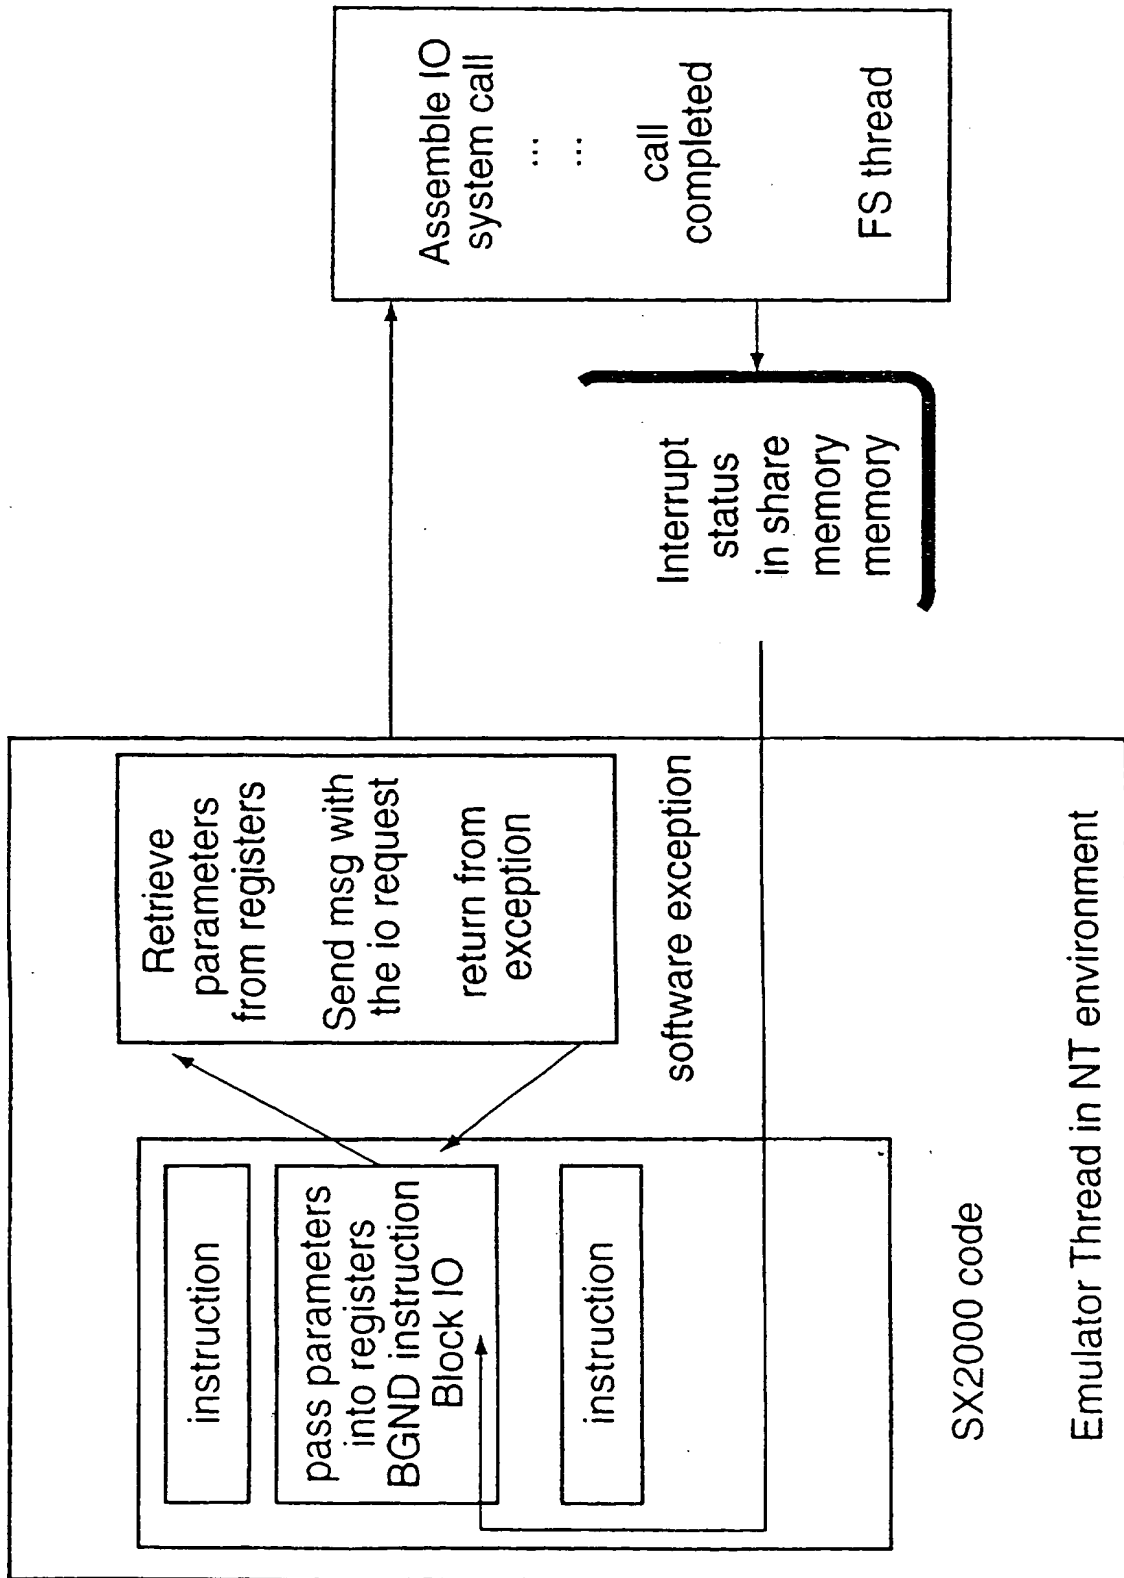 instruction
pass parameters
into registers
BGND instruction
Block IO
instruction
SX2000 code
Retrieve
parameters
from registers
Send msg with
the io request
return from
exception
software exception
Emulator Thread in NT environment
Interrupt
status
in share
memory
memory
Assemble IO
system call
...
...
call
completed
FS thread